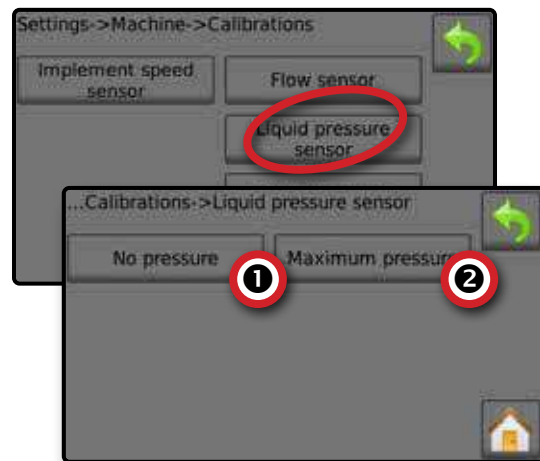 Settings->Machine->Calibrations
Implement speed
sensor
Flow sensor
Liquid pressure
sensor
...Calibrations->Liquid pressure sensor
No pressure
1
Maximum pressure
2